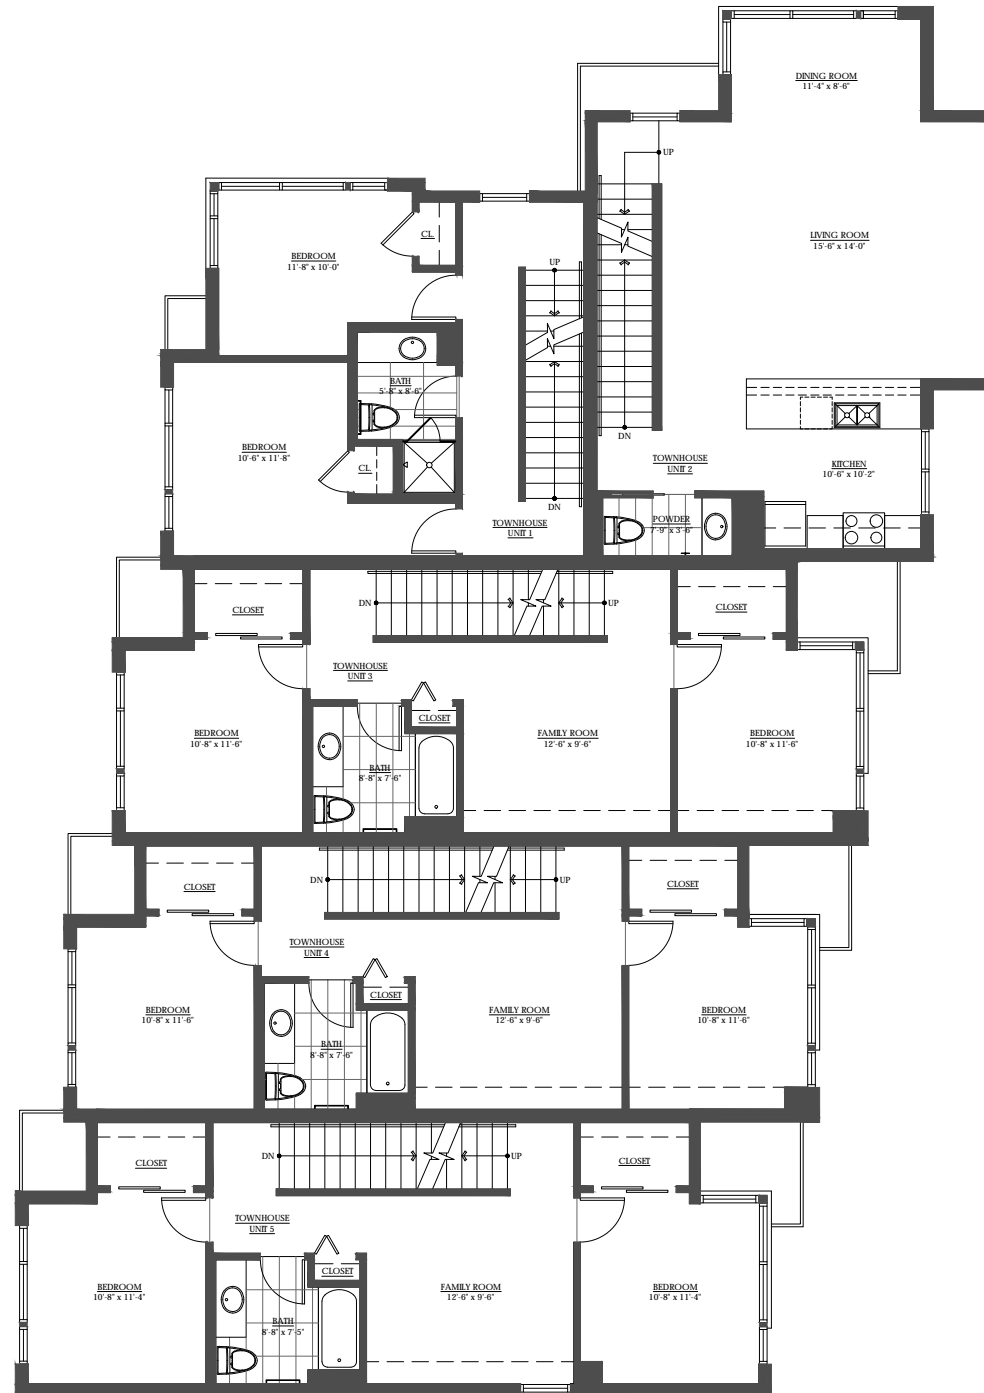 DINING ROOM
11'-4" x 8'-6"
UP
LIVING ROOM
15'-6" x 14'-0"
CL.
BEDROOM
11'-8" x 10'-0"
UP
BATH
5'-8" x 8'-6"
DN
BEDROOM
10'-6" x 11'-8"
CL.
TOWNHOUSE
UNIT 2
KITCHEN
10'-6" x 10'-2"
DN
TOWNHOUSE
UNIT 1
POWDER
7'-9" x 3'-6"
CLOSET
DN
UP
CLOSET
TOWNHOUSE
UNIT 3
CLOSET
BEDROOM
10'-8" x 11'-6"
FAMILY ROOM
12'-6" x 9'-6"
BEDROOM
10'-8" x 11'-6"
BATH
8'-8" x 7'-6"
CLOSET
DN
UP
CLOSET
TOWNHOUSE
UNIT 4
CLOSET
BEDROOM
10'-8" x 11'-6"
FAMILY ROOM
12'-6" x 9'-6"
BEDROOM
10'-8" x 11'-6"
BATH
8'-8" x 7'-6"
CLOSET
DN
UP
CLOSET
TOWNHOUSE
UNIT 5
CLOSET
BEDROOM
10'-8" x 11'-4"
FAMILY ROOM
12'-6" x 9'-6"
BEDROOM
10'-8" x 11'-4"
BATH
8'-8" x 7'-5"